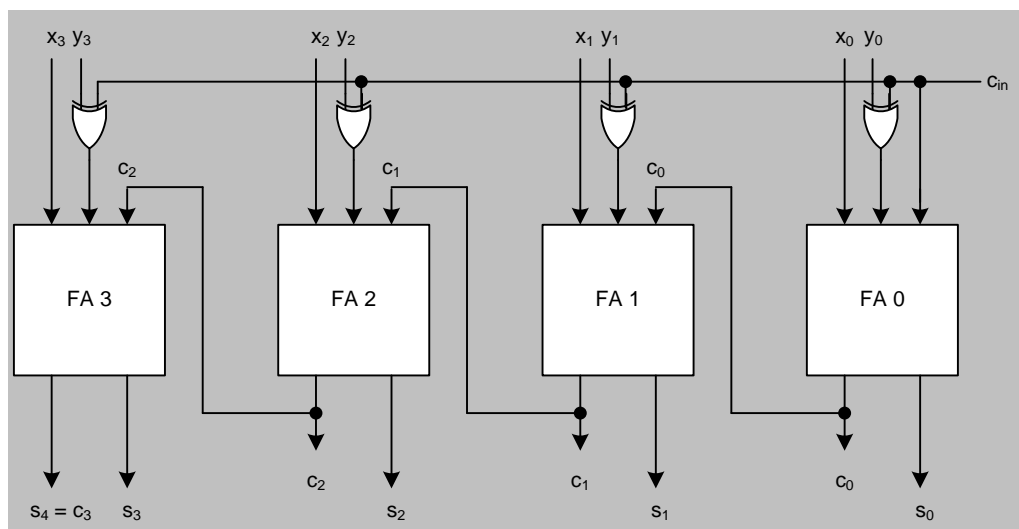 x₃ y₃ x₂ y₂ x₁ y₁ x₀ y₀
cᵢₙ
c₂ c₁ c₀
FA 3 FA 2 FA 1 FA 0
c₂ c₁ c₀
s₄ = c₃ s₃ s₂ s₁ s₀